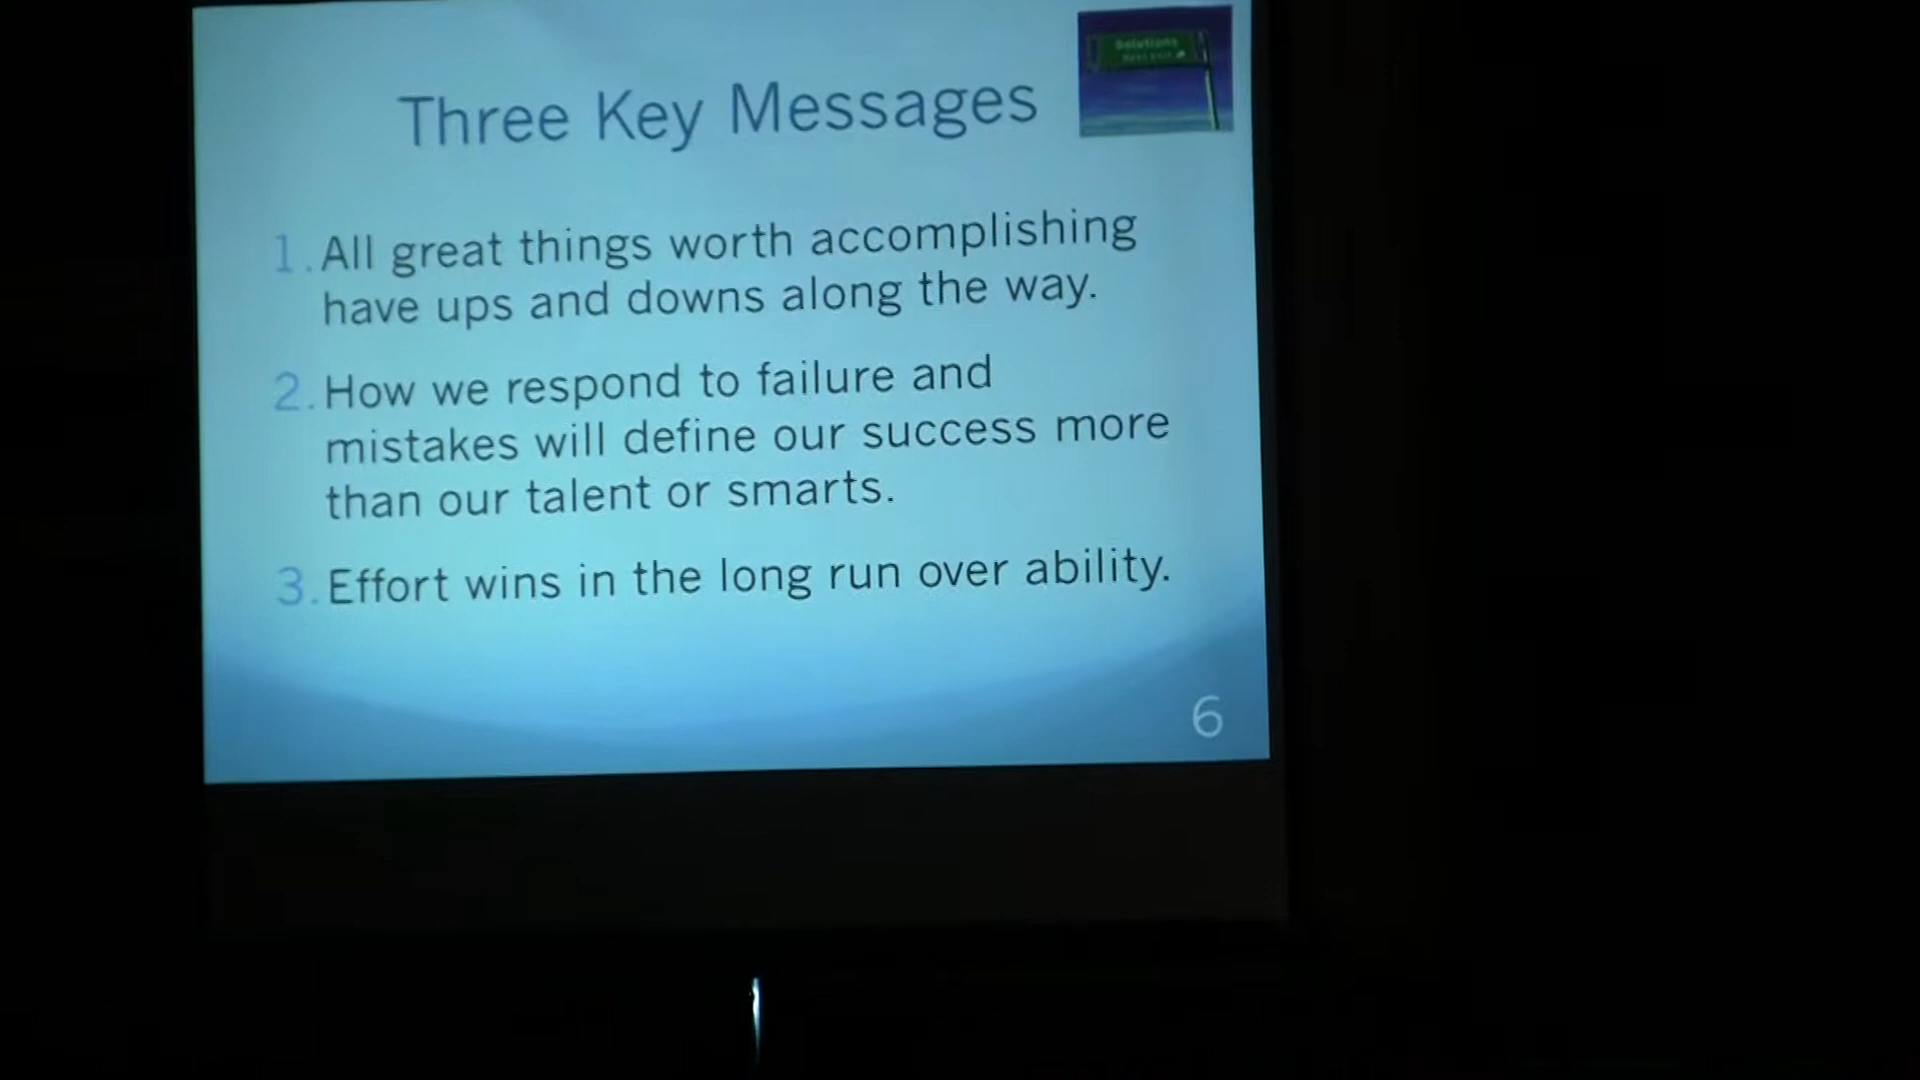 Solutions
Three Key Messages
1. All great things worth accomplishing
have ups and downs along the way.
2. How we respond to failure and
mistakes will define our success more
than our talent or smarts.
3. Effort wins in the long run over ability.
6